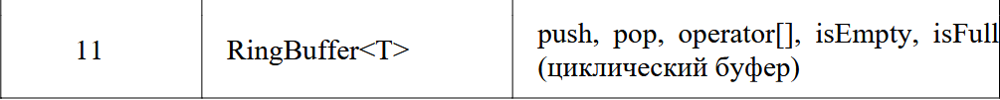 11
RingBuffer<T>
push, pop, operator[], isEmpty, isFull
(циклический буфер)